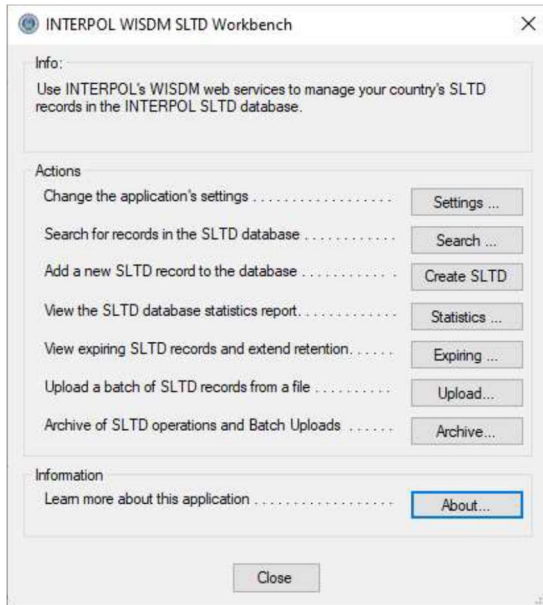 INTERPOL WISDM SLTD Workbench
Info:
Use INTERPOL's WISDM web services to manage your country's SLTD
records in the INTERPOL SLTD database.
Actions
Change the application's settings . . . . . . . . . . . . . . . . . . Settings ...
Search for records in the SLTD database . . . . . . . . . . . . Search ...
Add a new SLTD record to the database . . . . . . . . . . . . Create SLTD
View the SLTD database statistics report. . . . . . . . . . . . . Statistics ...
View expiring SLTD records and extend retention. . . . . . Expiring ...
Upload a batch of SLTD records from a file . . . . . . . . . . Upload...
Archive of SLTD operations and Batch Uploads . . . . . . Archive...
Information
Learn more about this application . . . . . . . . . . . . . . . . . . About...
Close